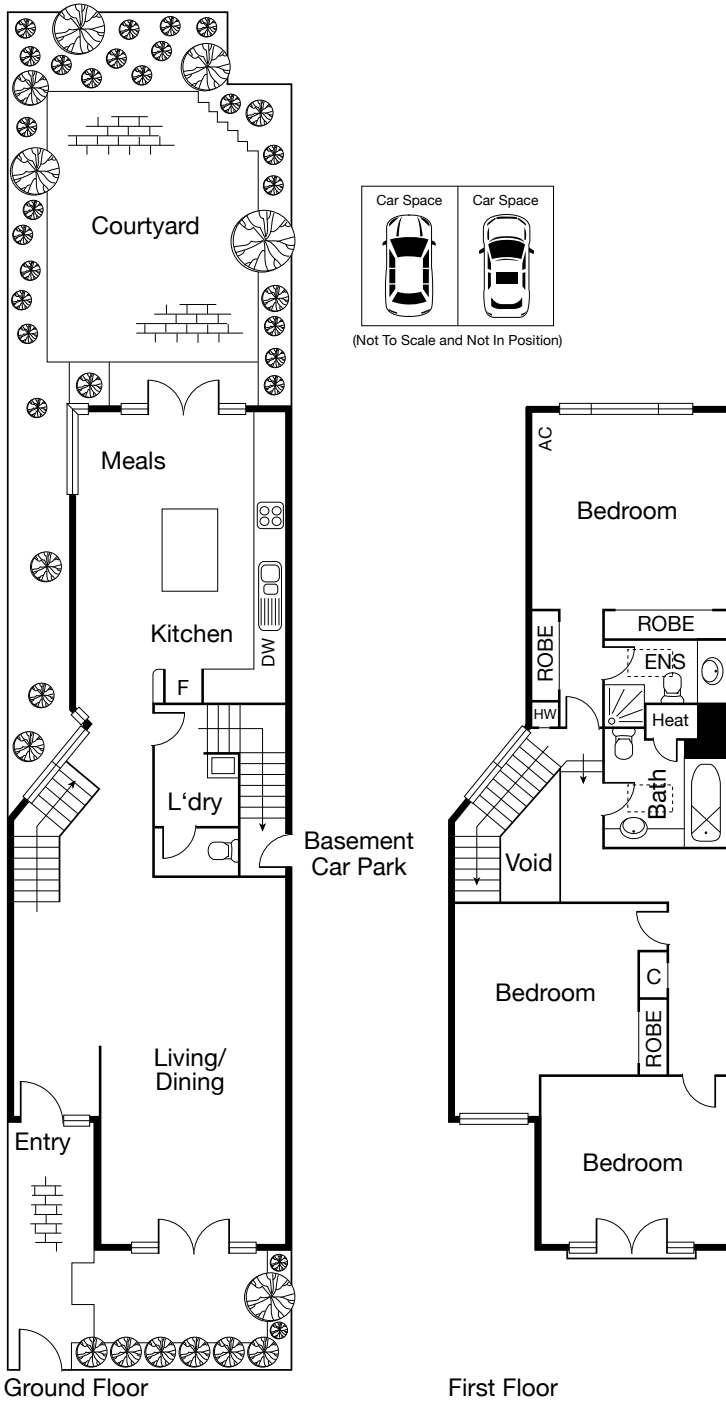 Courtyard
Car Space
Car Space
(Not To Scale and Not In Position)
Meals
Kitchen
DW
F
L‘dry
Basement
Car Park
Living/
Dining
Entry
Ground Floor
AC
Bedroom
ROBE
ROBE
ENS
HW
Heat
Bath
Void
Bedroom
C
ROBE
Bedroom
First Floor